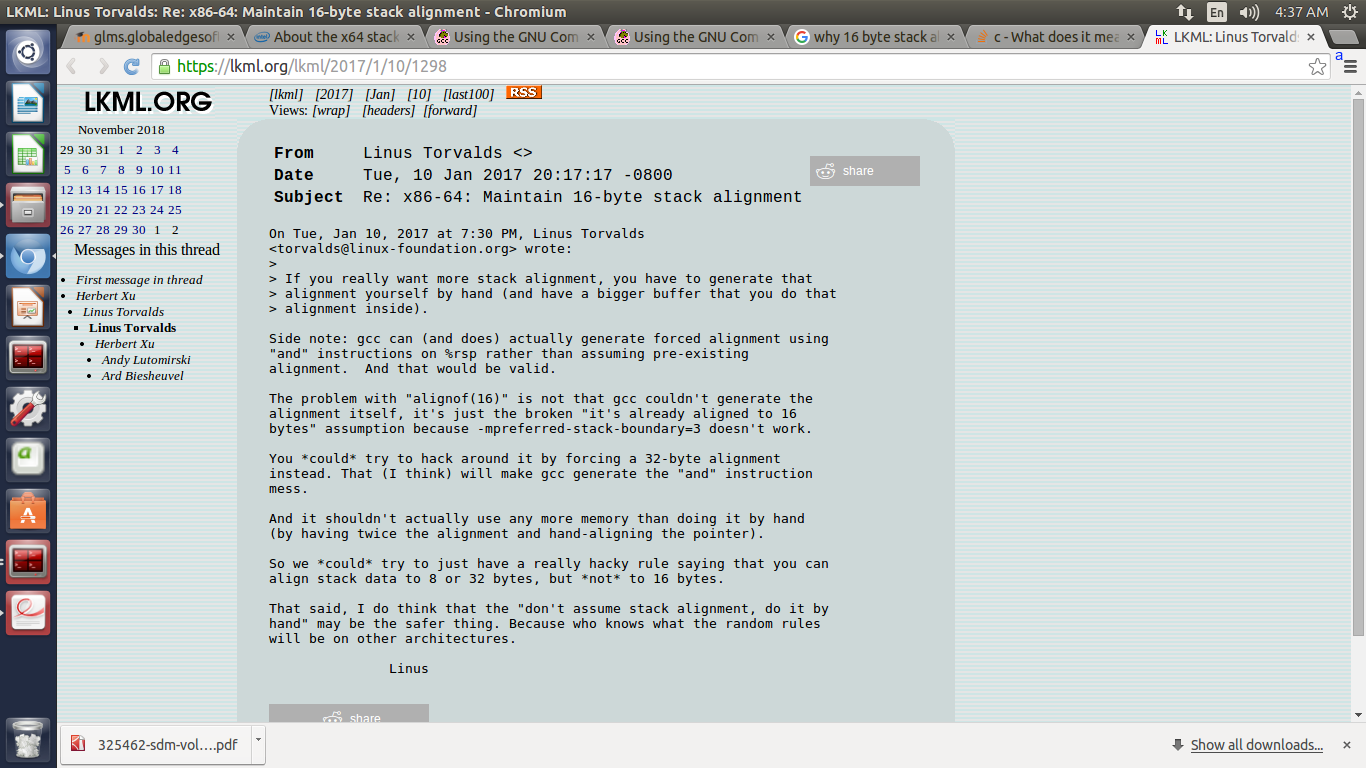 LKML: Linus Torvalds: Re: x86-64: Maintain 16-byte stack alignment - Chromium
En
4:37 AM
glms.globaledgesof
About the x64 stack
Using the GNU Com
Using the GNU Com
why 16 byte stack al
c - What does it mea
LKML: Linus Torvald
https://lkml.org/lkml/2017/1/10/1298
a
LKML.ORG
[lkml] [2017] [Jan] [10] [last100] RSS
Views: [wrap] [headers] [forward]
November 2018
29 30 31 1 2 3 4
5 6 7 8 9 10 11
12 13 14 15 16 17 18
19 20 21 22 23 24 25
26 27 28 29 30 1 2
Messages in this thread
First message in thread
Herbert Xu
Linus Torvalds
Linus Torvalds
Herbert Xu
Andy Lutomirski
Ard Biesheuvel
From Linus Torvalds <>
Date Tue, 10 Jan 2017 20:17:17 -0800
Subject Re: x86-64: Maintain 16-byte stack alignment
share
On Tue, Jan 10, 2017 at 7:30 PM, Linus Torvalds
<torvalds@linux-foundation.org> wrote:
>
> If you really want more stack alignment, you have to generate that
> alignment yourself by hand (and have a bigger buffer that you do that
> alignment inside).
Side note: gcc can (and does) actually generate forced alignment using
"and" instructions on %rsp rather than assuming pre-existing
alignment.  And that would be valid.
The problem with "alignof(16)" is not that gcc couldn't generate the
alignment itself, it's just the broken "it's already aligned to 16
bytes" assumption because -mpreferred-stack-boundary=3 doesn't work.
You *could* try to hack around it by forcing a 32-byte alignment
instead. That (I think) will make gcc generate the "and" instruction
mess.
And it shouldn't actually use any more memory than doing it by hand
(by having twice the alignment and hand-aligning the pointer).
So we *could* try to just have a really hacky rule saying that you can
align stack data to 8 or 32 bytes, but *not* to 16 bytes.
That said, I do think that the "don't assume stack alignment, do it by
hand" may be the safer thing. Because who knows what the random rules
will be on other architectures.
Linus
share
325462-sdm-vol....pdf
Show all downloads...